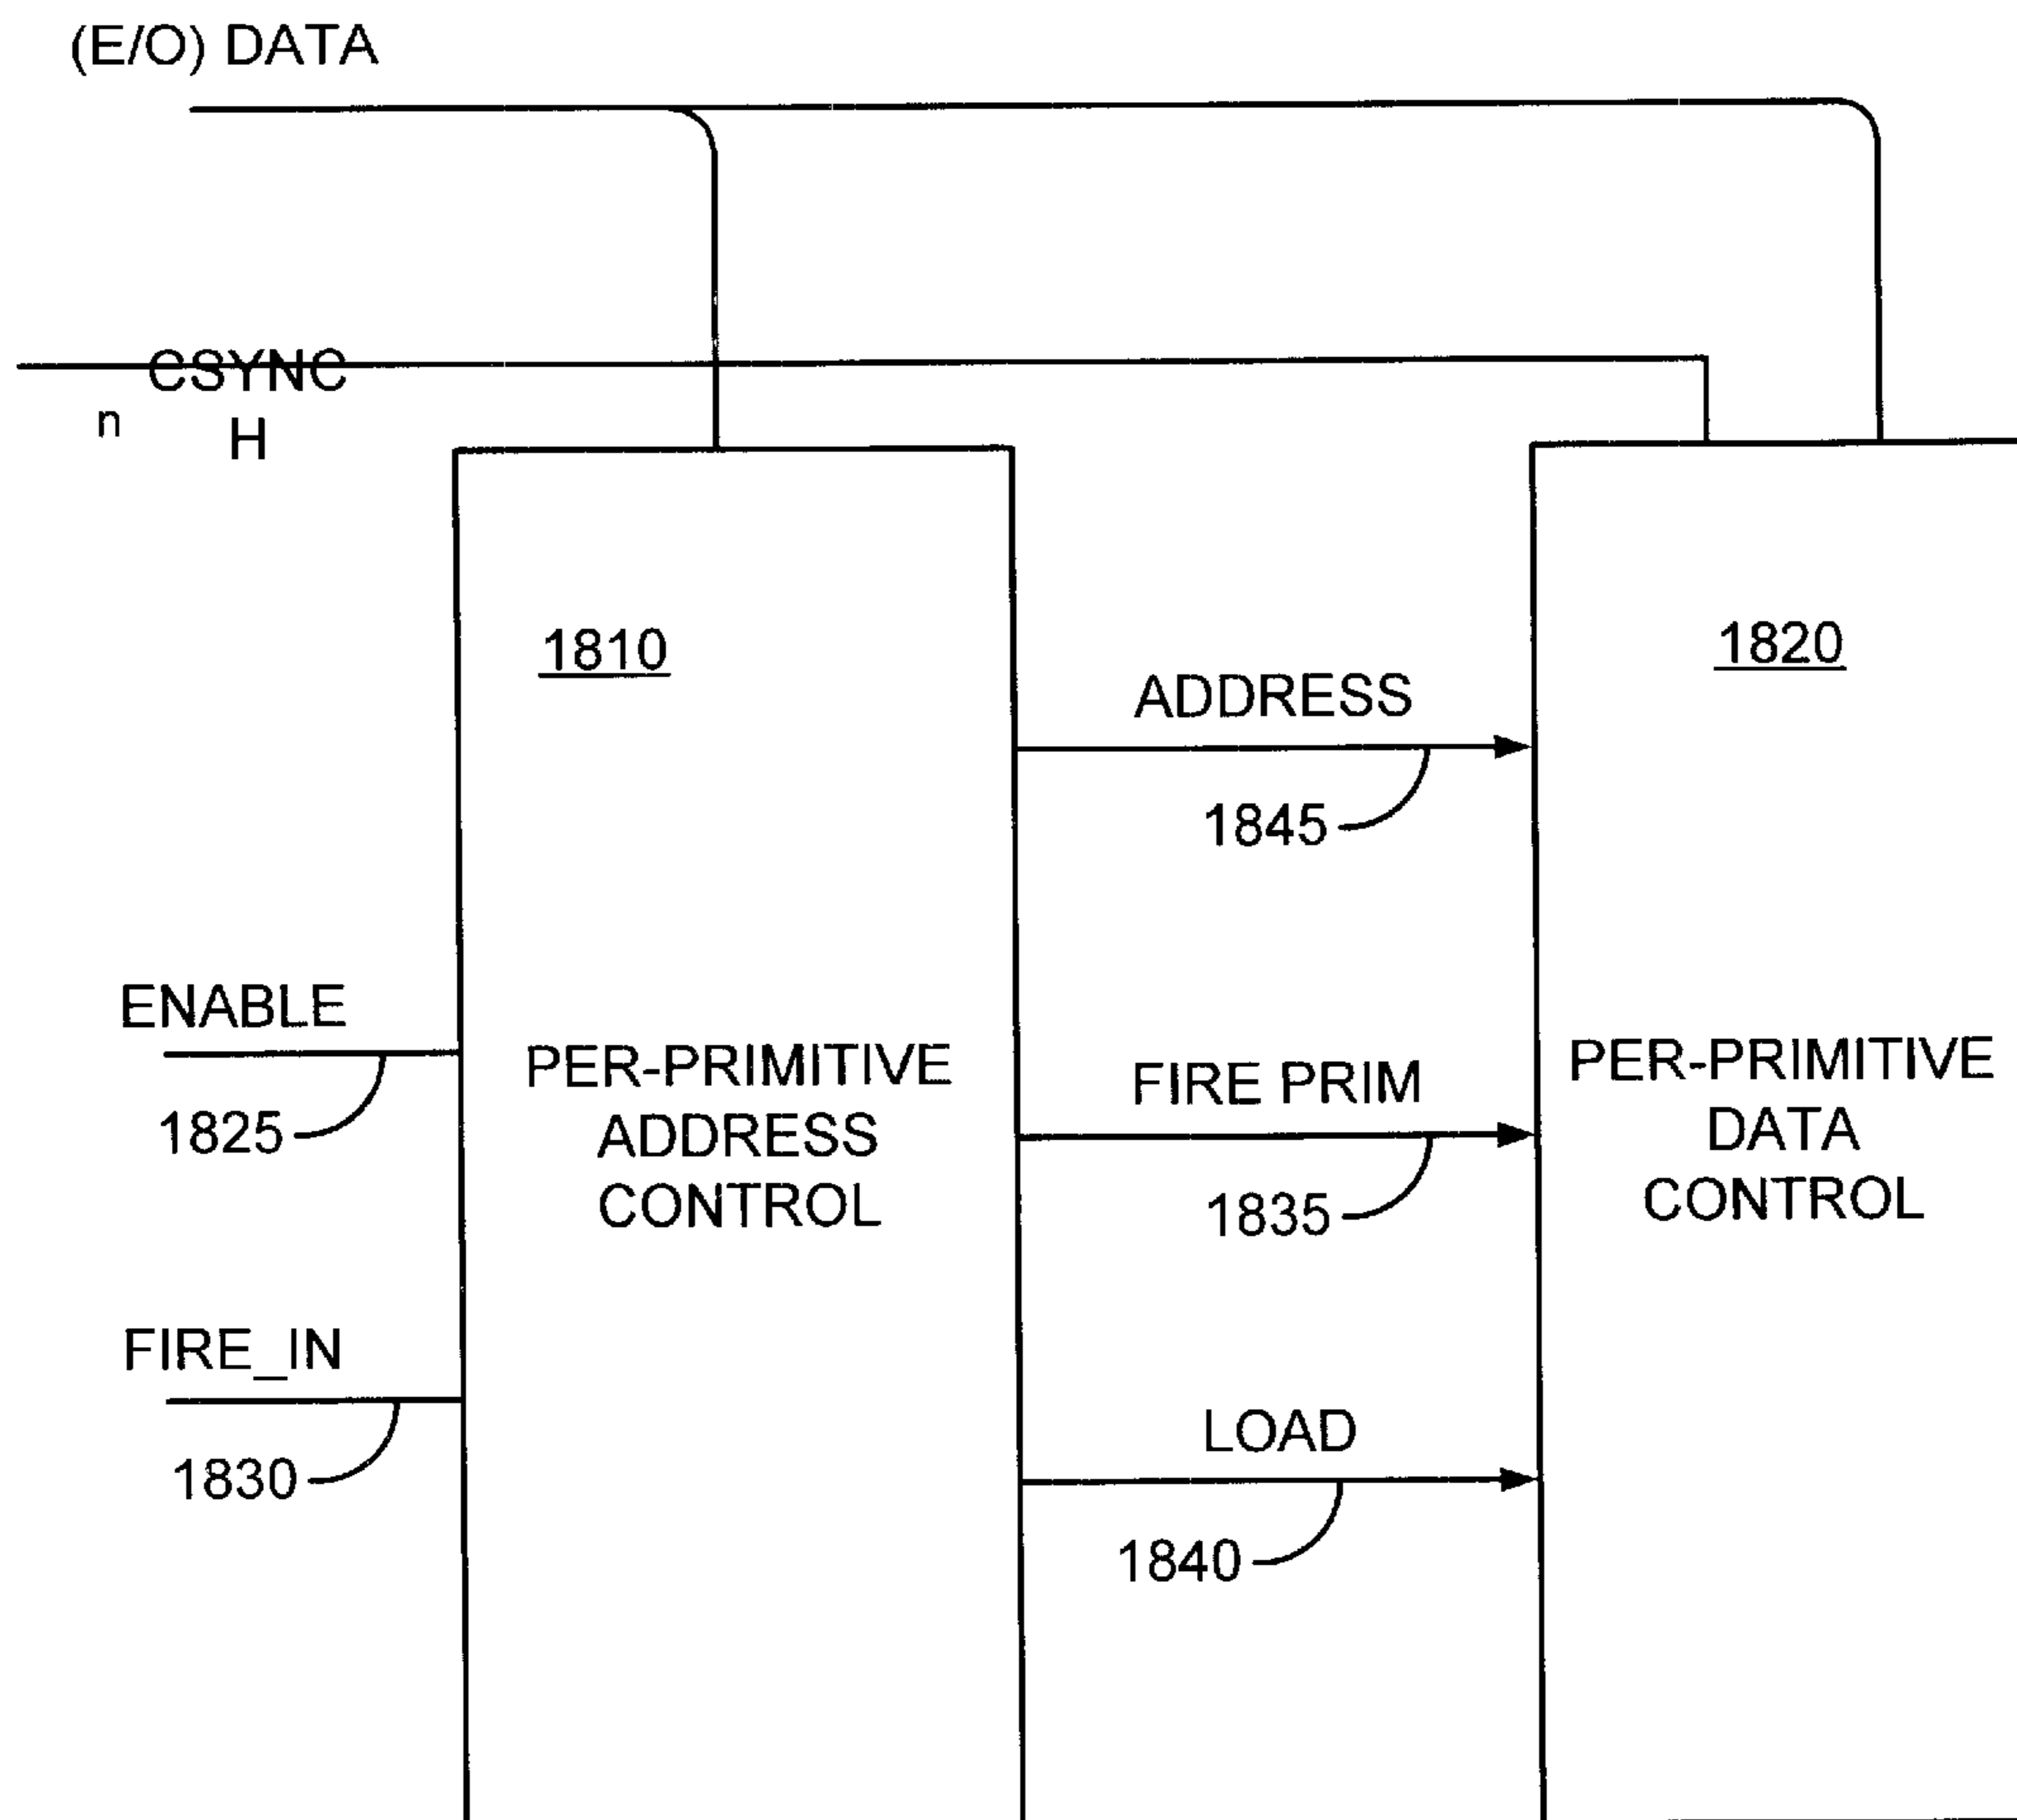 (E/O) DATA
CSYNC
n
H
1810
1820
ADDRESS
1845
ENABLE
1825
PER-PRIMITIVE
ADDRESS
CONTROL
FIRE PRIM
1835
PER-PRIMITIVE
DATA
CONTROL
FIRE_IN
1830
LOAD
1840